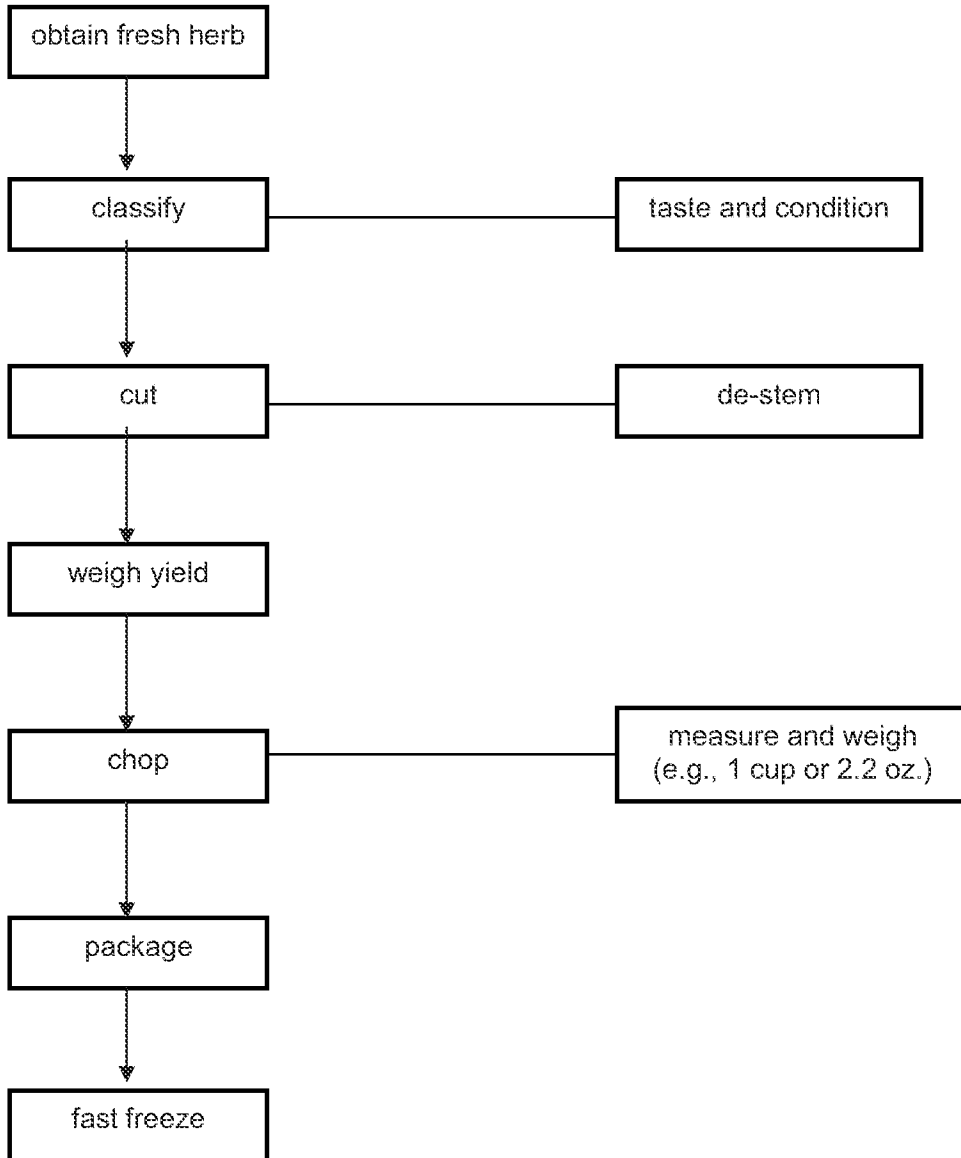 obtain fresh herb
classify
taste and condition
cut
de-stem
weigh yield
chop
measure and weigh
(e.g., 1 cup or 2.2 oz.)
package
fast freeze